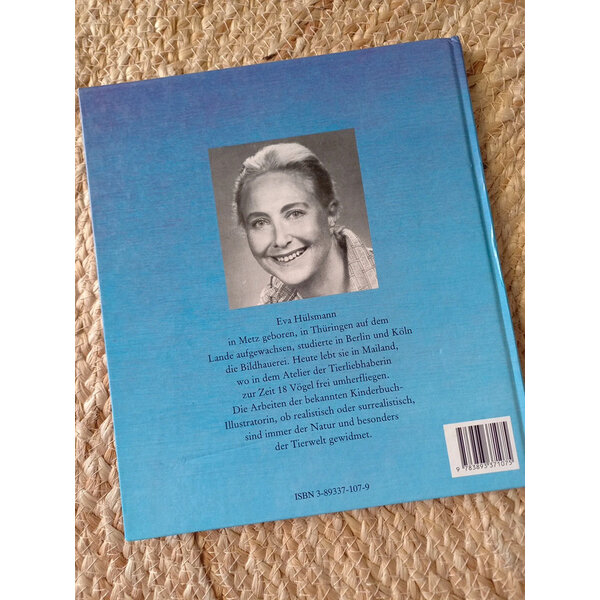 Eva Hülsmann
in Metz geboren, in Thüringen auf dem
Lande aufgewachsen, studierte in Berlin und Köln
die Bildhauerei. Heute lebt sie in Mailand,
wo in dem Atelier der Tierliebhaberin
zur Zeit 18 Vögel frei umherfliegen.
Die Arbeiten der bekannten Kinderbuch-
Illustratorin, ob realistisch oder surrealistisch,
sind immer der Natur und besonders
der Tierwelt gewidmet.
9 783893 371075
ISBN 3-89337-107-9